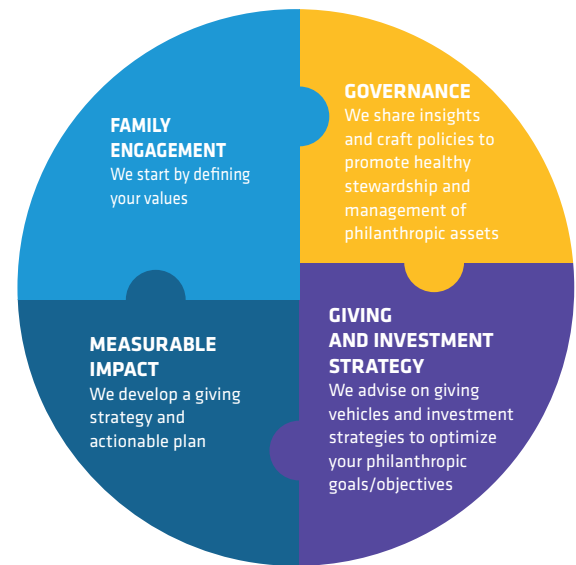 FAMILY
ENGAGEMENT
We start by defining
your values
GOVERNANCE
We share insights
and craft policies to
promote healthy
stewardship and
management of
philanthropic assets
MEASURABLE
IMPACT
We develop a giving
strategy and
actionable plan
GIVING
AND INVESTMENT
STRATEGY
We advise on giving
vehicles and investment
strategies to optimize
your philanthropic
goals/objectives